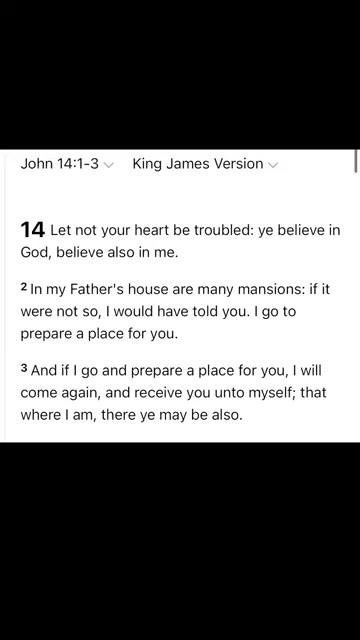 John 14:1-3 King James Version
14 Let not your heart be troubled: ye believe in
God, believe also in me.
2 In my Father's house are many mansions: if it
were not so, I would have told you. I go to
prepare a place for you.
3 And if I go and prepare a place for you, I will
come again, and receive you unto myself; that
where I am, there ye may be also.